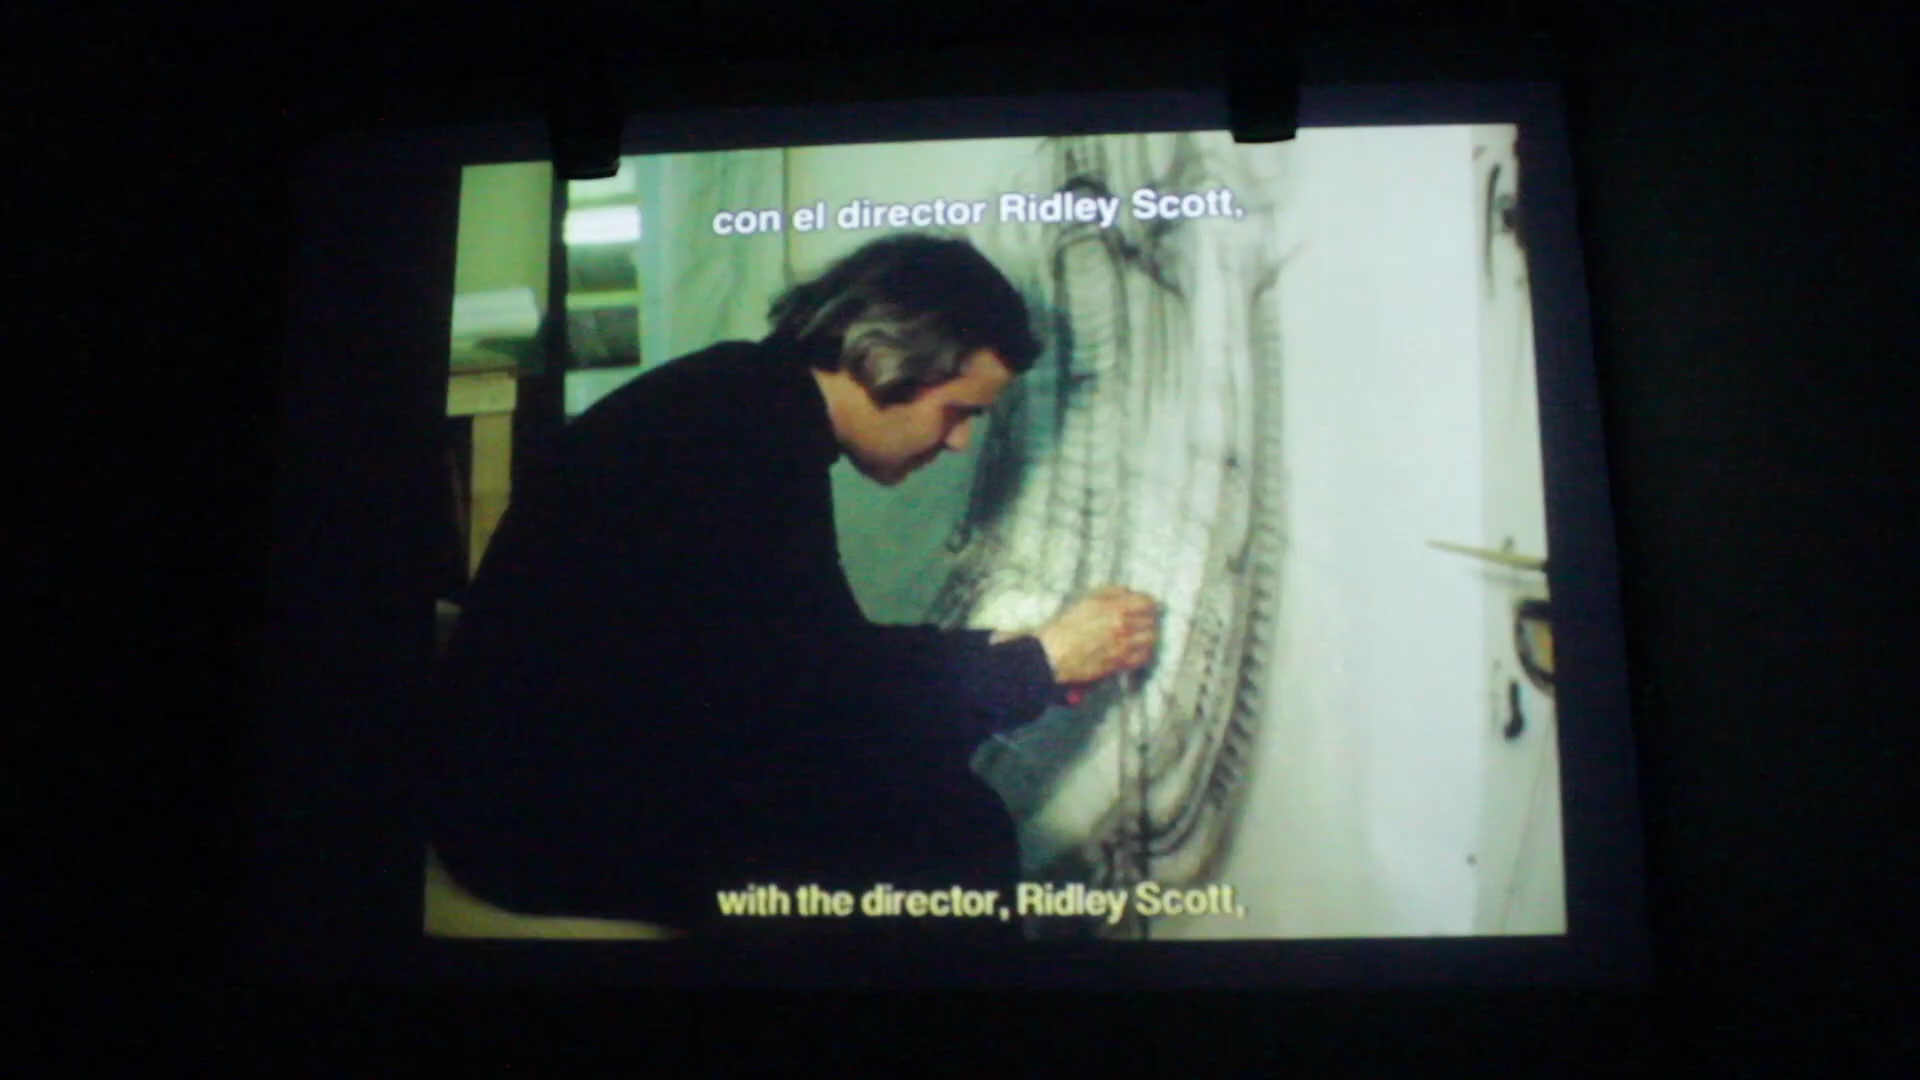 con el director Ridley Scott,
with the director, Ridley Scott,